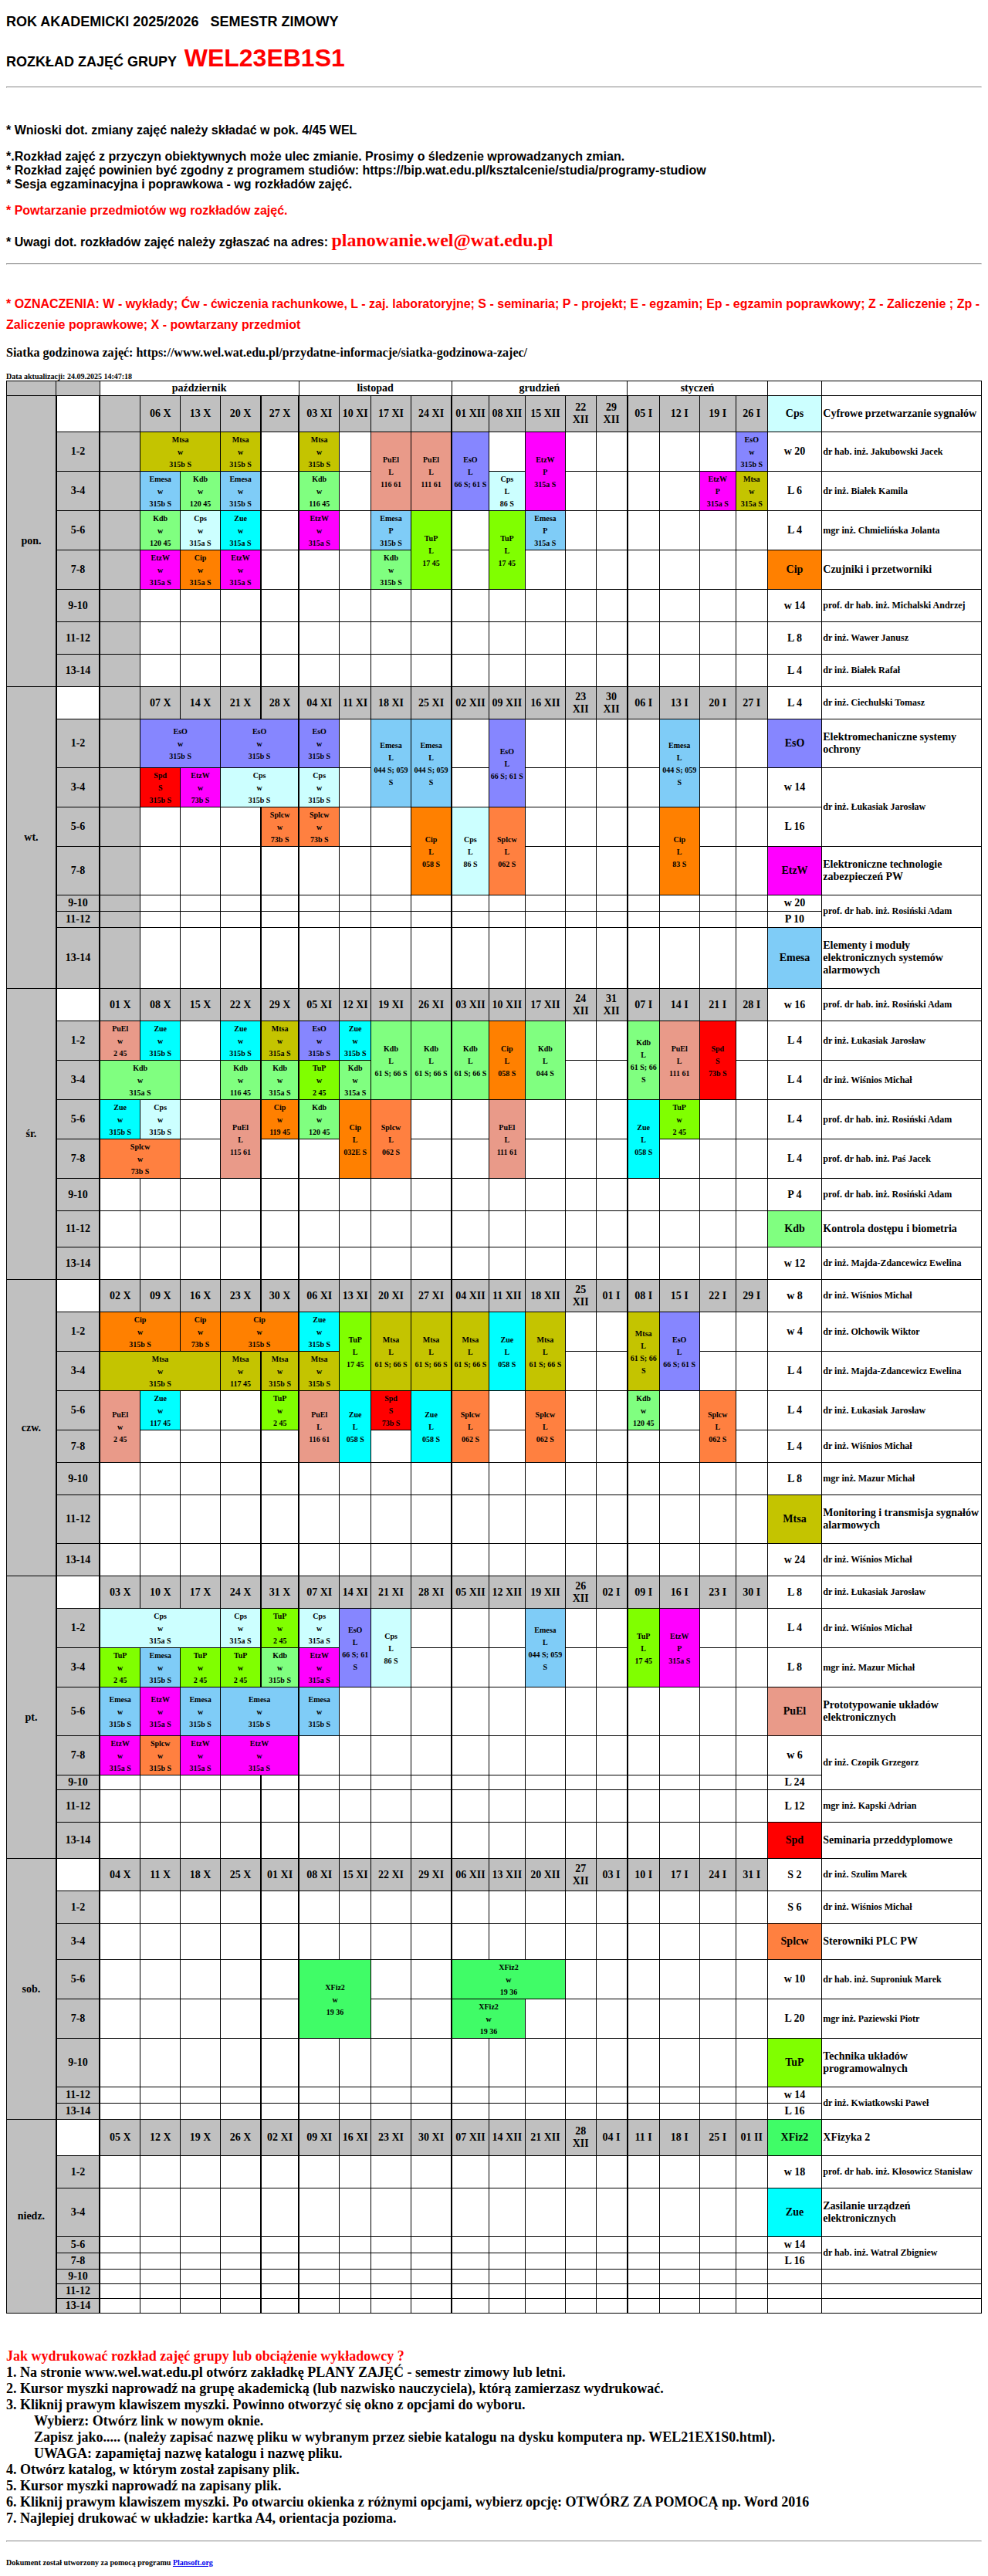 ROK AKADEMICKI 2025/2026 SEMESTR ZIMOWY
ROZKŁAD ZAJĘĆ GRUPY WEL23EB1S1
* Wnioski dot. zmiany zajęć należy składać w pok. 4/45 WEL
*.Rozkład zajęć z przyczyn obiektywnych może ulec zmianie. Prosimy o śledzenie wprowadzanych zmian.
* Rozkład zajęć powinien być zgodny z programem studiów: https://bip.wat.edu.pl/ksztalcenie/studia/programy-studiow
* Sesja egzaminacyjna i poprawkowa - wg rozkładów zajęć.
* Powtarzanie przedmiotów wg rozkładów zajęć.
* Uwagi dot. rozkładów zajęć należy zgłaszać na adres: planowanie.wel@wat.edu.pl
* OZNACZENIA: W - wykłady; Ćw - ćwiczenia rachunkowe, L - zaj. laboratoryjne; S - seminaria; P - projekt; E - egzamin; Ep - egzamin poprawkowy; Z - Zaliczenie ; Zp - Zaliczenie poprawkowe; X - powtarzany przedmiot
Siatka godzinowa zajęć: https://www.wel.wat.edu.pl/przydatne-informacje/siatka-godzinowa-zajec/
Data aktualizacji: 24.09.2025 14:47:18
październik listopad grudzień styczeń
pon. 06 X 13 X 20 X 27 X 03 XI 10 XI 17 XI 24 XI 01 XII 08 XII 15 XII 22 XII 29 XII 05 I 12 I 19 I 26 I Cps Cyfrowe przetwarzanie sygnałów
1-2 Mtsa w 315b S Mtsa w 315b S Mtsa w 315b S PuEl L 116 61 PuEl L 111 61 EsO L 66 S; 61 S EtzW P 315a S EsO w 315b S w 20 dr hab. inż. Jakubowski Jacek
3-4 Emesa w 315b S Kdb w 120 45 Emesa w 315b S Kdb w 116 45 Cps L 86 S EtzW P 315a S Mtsa w 315a S L 6 dr inż. Białek Kamila
5-6 Kdb w 120 45 Cps w 315a S Zue w 315a S EtzW w 315a S Emesa P 315b S TuP L 17 45 TuP L 17 45 Emesa P 315a S L 4 mgr inż. Chmielińska Jolanta
7-8 EtzW w 315a S Cip w 315a S EtzW w 315a S Kdb w 315b S Cip Czujniki i przetworniki
9-10 w 14 prof. dr hab. inż. Michalski Andrzej
11-12 L 8 dr inż. Wawer Janusz
13-14 L 4 dr inż. Białek Rafał
wt. 07 X 14 X 21 X 28 X 04 XI 11 XI 18 XI 25 XI 02 XII 09 XII 16 XII 23 XII 30 XII 06 I 13 I 20 I 27 I L 4 dr inż. Ciechulski Tomasz
1-2 EsO w 315b S EsO w 315b S EsO w 315b S Emesa L 044 S; 059 S Emesa L 044 S; 059 S EsO L 66 S; 61 S Emesa L 044 S; 059 S EsO Elektromechaniczne systemy ochrony
3-4 Spd S 315b S EtzW w 73b S Cps w 315b S Cps w 315b S w 14 dr inż. Łukasiak Jarosław
5-6 Splcw w 73b S Splcw w 73b S Cip L 058 S Cps L 86 S Splcw L 062 S Cip L 83 S L 16
7-8 EtzW Elektroniczne technologie zabezpieczeń PW
9-10 w 20 prof. dr hab. inż. Rosiński Adam
11-12 P 10
13-14 Emesa Elementy i moduły elektronicznych systemów alarmowych
śr. 01 X 08 X 15 X 22 X 29 X 05 XI 12 XI 19 XI 26 XI 03 XII 10 XII 17 XII 24 XII 31 XII 07 I 14 I 21 I 28 I w 16 prof. dr hab. inż. Rosiński Adam
1-2 PuEl w 2 45 Zue w 315b S Zue w 315b S Mtsa w 315a S EsO w 315b S Zue w 315b S Kdb L 61 S; 66 S Kdb L 61 S; 66 S Kdb L 61 S; 66 S Cip L 058 S Kdb L 044 S Kdb L 61 S; 66 S PuEl L 111 61 Spd S 73b S L 4 dr inż. Łukasiak Jarosław
3-4 Kdb w 315a S Kdb w 116 45 Kdb w 315a S TuP w 2 45 Kdb w 315a S L 4 dr inż. Wiśnios Michał
5-6 Zue w 315b S Cps w 315b S PuEl L 115 61 Cip w 119 45 Kdb w 120 45 Cip L 032E S Splcw L 062 S PuEl L 111 61 Zue L 058 S TuP w 2 45 L 4 prof. dr hab. inż. Rosiński Adam
7-8 Splcw w 73b S L 4 prof. dr hab. inż. Paś Jacek
9-10 P 4 prof. dr hab. inż. Rosiński Adam
11-12 Kdb Kontrola dostępu i biometria
13-14 w 12 dr inż. Majda-Zdancewicz Ewelina
czw. 02 X 09 X 16 X 23 X 30 X 06 XI 13 XI 20 XI 27 XI 04 XII 11 XII 18 XII 25 XII 01 I 08 I 15 I 22 I 29 I w 8 dr inż. Wiśnios Michał
1-2 Cip w 315b S Cip w 73b S Cip w 315b S Zue w 315b S TuP L 17 45 Mtsa L 61 S; 66 S Mtsa L 61 S; 66 S Mtsa L 61 S; 66 S Zue L 058 S Mtsa L 61 S; 66 S Mtsa L 61 S; 66 S EsO L 66 S; 61 S w 4 dr inż. Olchowik Wiktor
3-4 Mtsa w 315b S Mtsa w 117 45 Mtsa w 315b S Mtsa w 315b S L 4 dr inż. Majda-Zdancewicz Ewelina
5-6 PuEl w 2 45 Zue w 117 45 TuP w 2 45 PuEl L 116 61 Zue L 058 S Spd S 73b S Zue L 058 S Splcw L 062 S Splcw L 062 S Kdb w 120 45 Splcw L 062 S L 4 dr inż. Łukasiak Jarosław
7-8 L 4 dr inż. Wiśnios Michał
9-10 L 8 mgr inż. Mazur Michał
11-12 Mtsa Monitoring i transmisja sygnałów alarmowych
13-14 w 24 dr inż. Wiśnios Michał
pt. 03 X 10 X 17 X 24 X 31 X 07 XI 14 XI 21 XI 28 XI 05 XII 12 XII 19 XII 26 XII 02 I 09 I 16 I 23 I 30 I L 8 dr inż. Łukasiak Jarosław
1-2 Cps w 315a S Cps w 315a S TuP w 2 45 Cps w 315a S EsO L 66 S; 61 S Cps L 86 S Emesa L 044 S; 059 S TuP L 17 45 EtzW P 315a S L 4 dr inż. Wiśnios Michał
3-4 TuP w 2 45 Emesa w 315b S TuP w 2 45 TuP w 2 45 Kdb w 315b S EtzW w 315a S L 8 mgr inż. Mazur Michał
5-6 Emesa w 315b S EtzW w 315a S Emesa w 315b S Emesa w 315b S Emesa w 315b S PuEl Prototypowanie układów elektronicznych
7-8 EtzW w 315a S Splcw w 315b S EtzW w 315a S EtzW w 315a S w 6 dr inż. Czopik Grzegorz
9-10 L 24
11-12 L 12 mgr inż. Kapski Adrian
13-14 Spd Seminaria przeddyplomowe
sob. 04 X 11 X 18 X 25 X 01 XI 08 XI 15 XI 22 XI 29 XI 06 XII 13 XII 20 XII 27 XII 03 I 10 I 17 I 24 I 31 I S 2 dr inż. Szulim Marek
1-2 S 6 dr inż. Wiśnios Michał
3-4 Splcw Sterowniki PLC PW
5-6 XFiz2 w 19 36 XFiz2 w 19 36 w 10 dr hab. inż. Suproniuk Marek
7-8 XFiz2 w 19 36 L 20 mgr inż. Paziewski Piotr
9-10 TuP Technika układów programowalnych
11-12 w 14 dr inż. Kwiatkowski Paweł
13-14 L 16
niedz. 05 X 12 X 19 X 26 X 02 XI 09 XI 16 XI 23 XI 30 XI 07 XII 14 XII 21 XII 28 XII 04 I 11 I 18 I 25 I 01 II XFiz2 XFizyka 2
1-2 w 18 prof. dr hab. inż. Kłosowicz Stanisław
3-4 Zue Zasilanie urządzeń elektronicznych
5-6 w 14 dr hab. inż. Watral Zbigniew
7-8 L 16
9-10
11-12
13-14
Jak wydrukować rozkład zajęć grupy lub obciążenie wykładowcy ?
1. Na stronie www.wel.wat.edu.pl otwórz zakładkę PLANY ZAJĘĆ - semestr zimowy lub letni.
2. Kursor myszki naprowadź na grupę akademicką (lub nazwisko nauczyciela), którą zamierzasz wydrukować.
3. Kliknij prawym klawiszem myszki. Powinno otworzyć się okno z opcjami do wyboru.
Wybierz: Otwórz link w nowym oknie.
Zapisz jako..... (należy zapisać nazwę pliku w wybranym przez siebie katalogu na dysku komputera np. WEL21EX1S0.html).
UWAGA: zapamiętaj nazwę katalogu i nazwę pliku.
4. Otwórz katalog, w którym został zapisany plik.
5. Kursor myszki naprowadź na zapisany plik.
6. Kliknij prawym klawiszem myszki. Po otwarciu okienka z różnymi opcjami, wybierz opcję: OTWÓRZ ZA POMOCĄ np. Word 2016
7. Najlepiej drukować w układzie: kartka A4, orientacja pozioma.
Dokument został utworzony za pomocą programu Plansoft.org